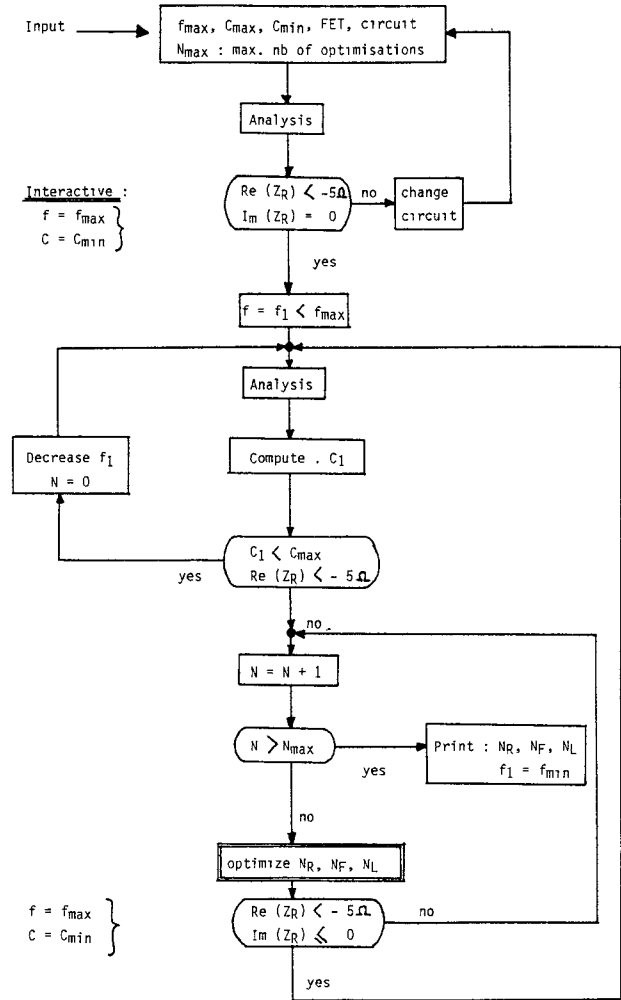 Input
fmax, Cmax, Cmin, FET, circuit
Nmax : max. nb of optimisations
Analysis
Interactive :
f = fmax
C = Cmin
Re (ZR) < -5Ω
Im (ZR) = 0
no
change
circuit
yes
f = f1 < fmax
Analysis
Decrease f1
N = 0
Compute . C1
C1 < Cmax
Re (ZR) < - 5Ω
yes
no
N = N + 1
N > Nmax
yes
Print : NR, NF, NL
f1 = fmin
no
optimize NR, NF, NL
f = fmax
C = Cmin
Re (ZR) < - 5Ω
Im (ZR) ⩽ 0
no
yes